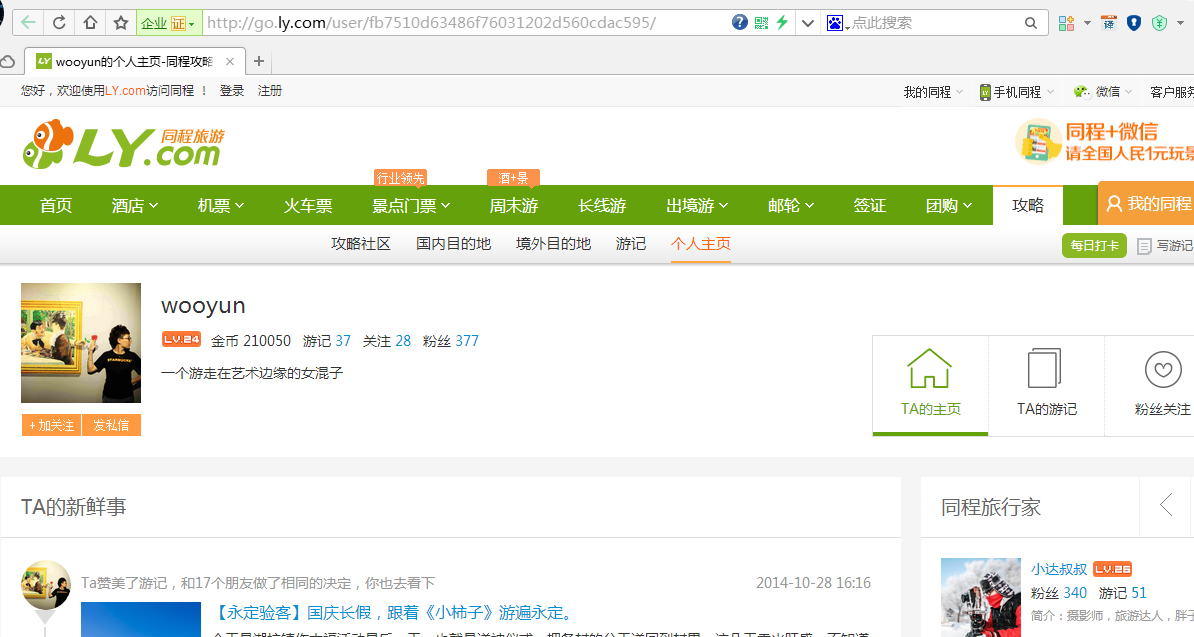 企业 证 http://go.ly.com/user/fb7510d63486f76031202d560cdac595/ 点此搜索 译
LY wooyun的个人主页-同程攻略
您好，欢迎使用LY.com访问同程 ！ 登录 注册 我的同程 手机同程 微信 客户服务
LY.com 同程旅游
同程+微信
请全国人民1元玩景
行业领先 酒+景
首页 酒店 机票 火车票 景点门票 周末游 长线游 出境游 邮轮 签证 团购 攻略 我的同程
攻略社区 国内目的地 境外目的地 游记 个人主页 每日打卡 写游记
wooyun
LV.24 金币 210050 游记 37 关注 28 粉丝 377
一个游走在艺术边缘的女混子
STARBUCKS
+ 加关注 发私信
TA的主页 TA的游记 粉丝关注
TA的新鲜事
同程旅行家
Ta赞美了游记，和17个朋友做了相同的决定，你也去看下 2014-10-28 16:16
【永定验客】国庆长假，跟着《小柿子》游遍永定。
小达叔叔 LV.26
粉丝 340 游记 51
简介：摄影师，旅游达人，胖子